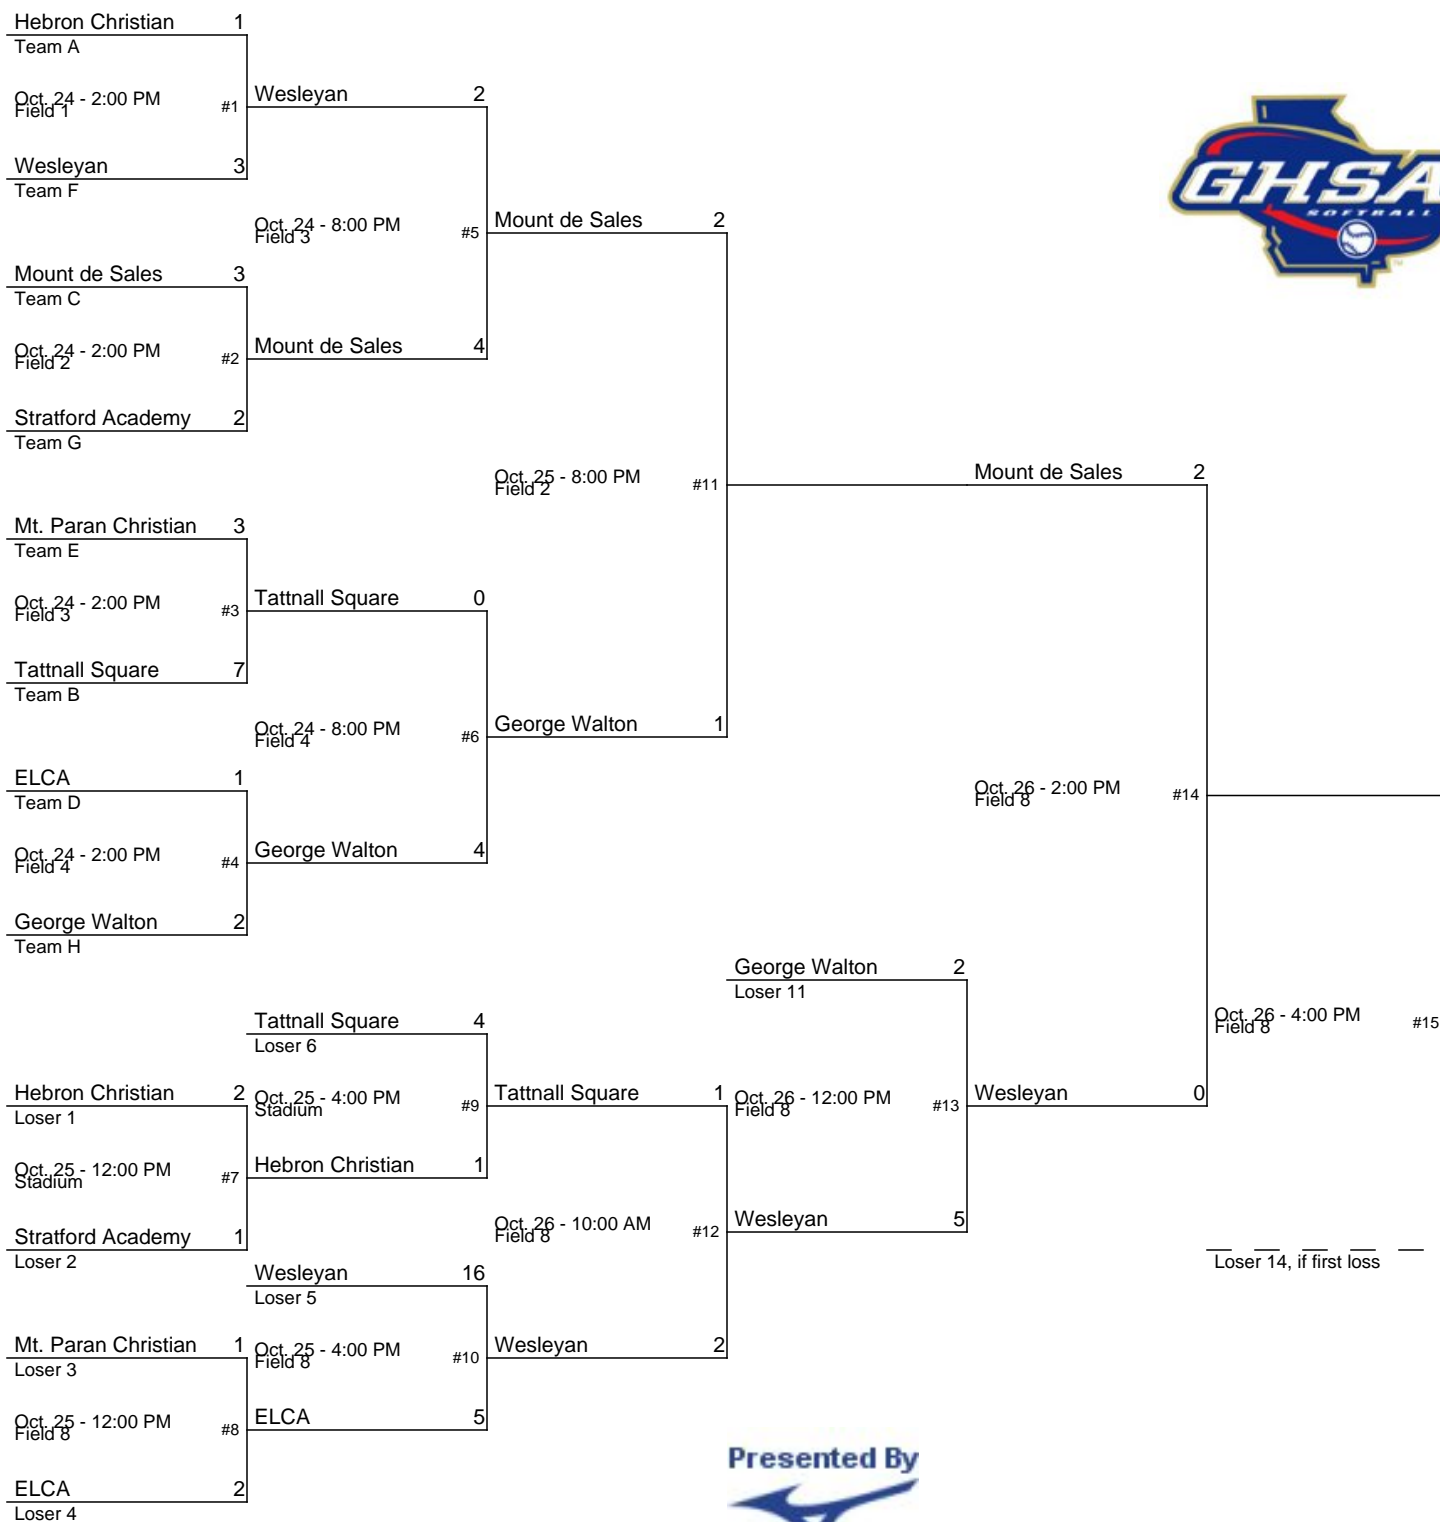 Hebron Christian 1
Team A
Oct. 24 - 2:00 PM
Field 1
#1
Wesleyan 3
Team F
Mount de Sales 3
Team C
Oct. 24 - 2:00 PM
Field 2
#2
Stratford Academy 2
Team G
Mt. Paran Christian 3
Team E
Oct. 24 - 2:00 PM
Field 3
#3
Tattnall Square 7
Team B
ELCA 1
Team D
Oct. 24 - 2:00 PM
Field 4
#4
George Walton 2
Team H
Hebron Christian 2
Loser 1
Oct. 25 - 12:00 PM
Stadium
#7
Stratford Academy 1
Loser 2
Mt. Paran Christian 1
Loser 3
Oct. 25 - 12:00 PM
Field 8
#8
ELCA 2
Loser 4
Wesleyan 2
Oct. 24 - 8:00 PM
Field 3
#5
Mount de Sales 4
Tattnall Square 0
Oct. 24 - 8:00 PM
Field 4
#6
George Walton 4
Tattnall Square 4
Loser 6
Oct. 25 - 4:00 PM
Stadium
#9
Hebron Christian 1
Wesleyan 16
Loser 5
Oct. 25 - 4:00 PM
Field 8
#10
ELCA 5
Mount de Sales 2
Oct. 25 - 8:00 PM
Field 2
#11
George Walton 1
Tattnall Square 1
Oct. 26 - 10:00 AM
Field 8
#12
Wesleyan 2
George Walton 2
Loser 11
Oct. 26 - 12:00 PM
Field 8
#13
Wesleyan 5
Mount de Sales 2
Oct. 26 - 2:00 PM
Field 8
#14
Wesleyan 0
Oct. 26 - 4:00 PM
Field 8
#15
Loser 14, if first loss
GHSA
SOFTBALL
TM
Presented By